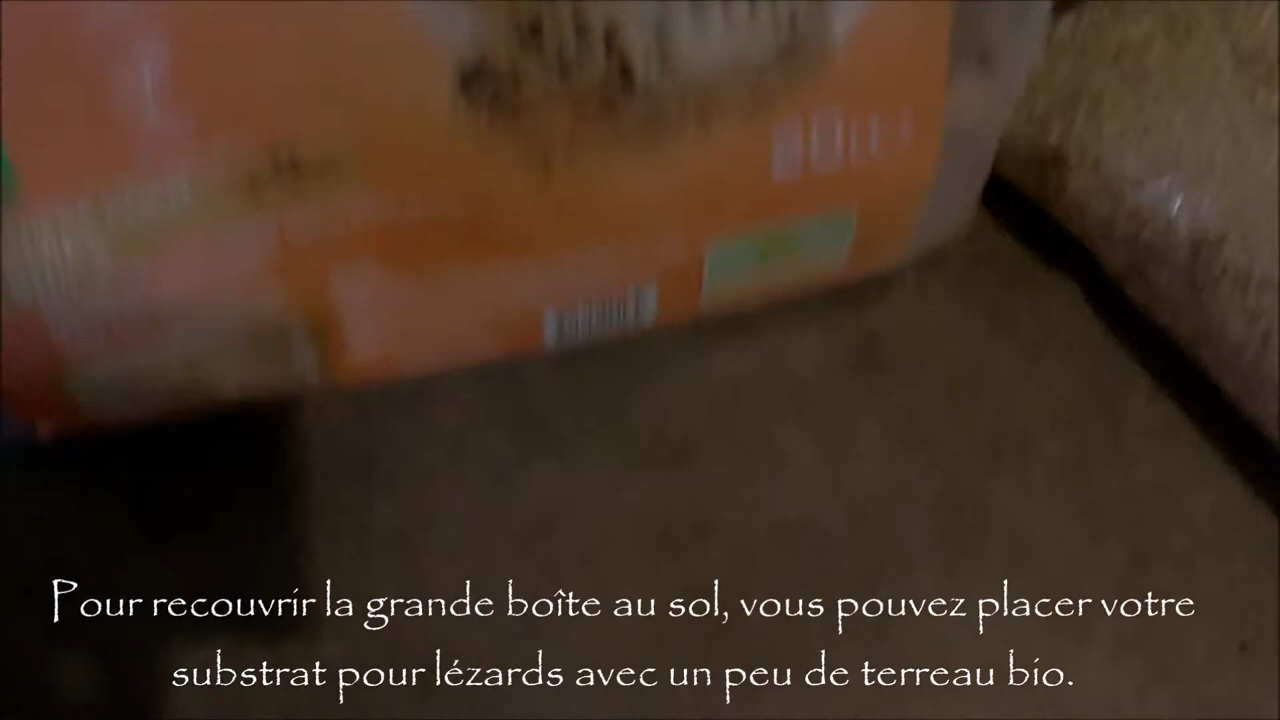 Pour recouvrir la grande boîte au sol, vous pouvez placer votre
substrat pour lézards avec un peu de terreau bio.